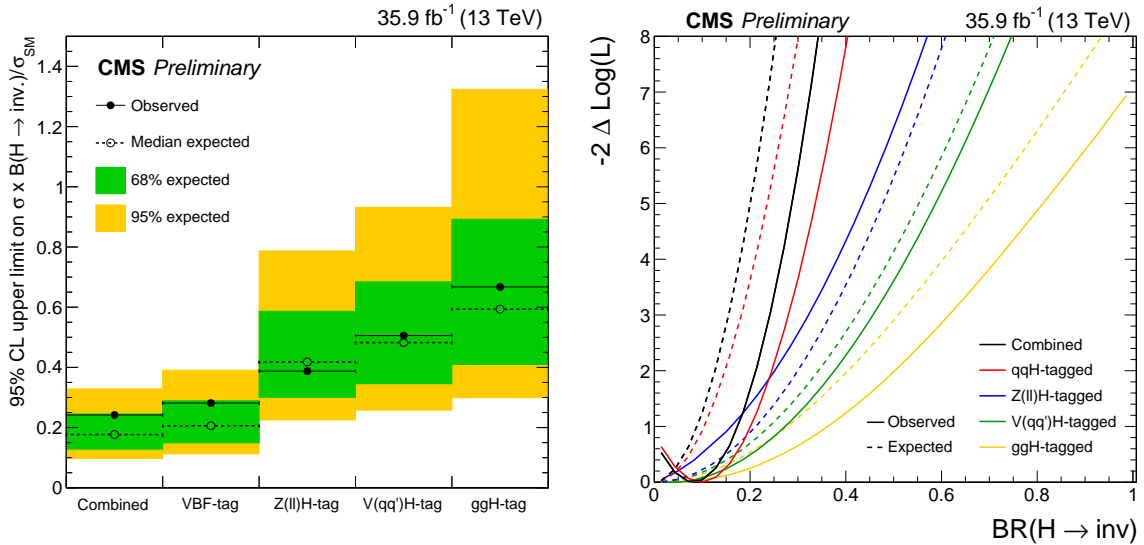 35.9 fb⁻¹ (13 TeV)
CMS Preliminary
Observed
Median expected
68% expected
95% expected
95% CL upper limit on σ x B(H → inv.)/σ_SM
1.4
1.2
1
0.8
0.6
0.4
0.2
0
Combined VBF-tag Z(ll)H-tag V(qq')H-tag ggH-tag
CMS Preliminary 35.9 fb⁻¹ (13 TeV)
-2 Δ Log(L)
8
7
6
5
4
3
2
1
0
Combined
qqH-tagged
Z(ll)H-tagged
V(qq')H-tagged
ggH-tagged
Observed
Expected
0 0.2 0.4 0.6 0.8 1
BR(H → inv)